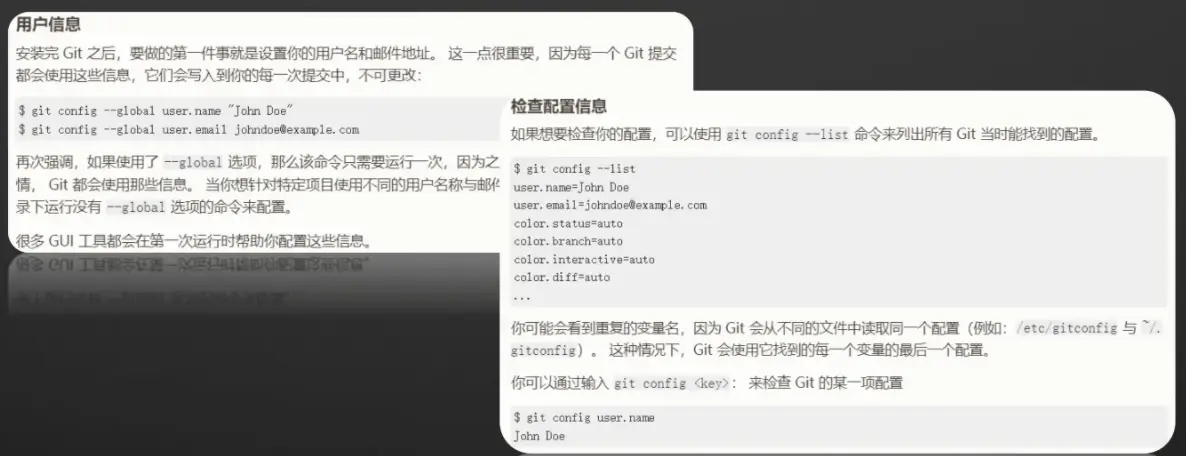 用户信息
安装完 Git 之后，要做的第一件事就是设置你的用户名和邮件地址。 这一点很重要，因为每一个 Git 提交
都会使用这些信息，它们会写入到你的每一次提交中，不可更改：
$ git config --global user.name "John Doe"
$ git config --global user.email johndoe@example.com
再次强调，如果使用了 --global 选项，那么该命令只需要运行一次，因为之
情， Git 都会使用那些信息。 当你想针对特定项目使用不同的用户名称与邮件
录下运行没有 --global 选项的命令来配置。
很多 GUI 工具都会在第一次运行时帮助你配置这些信息。
检查配置信息
如果想要检查你的配置，可以使用 git config --list 命令来列出所有 Git 当时能找到的配置。
$ git config --list
user.name=John Doe
user.email=johndoe@example.com
color.status=auto
color.branch=auto
color.interactive=auto
color.diff=auto
...
你可能会看到重复的变量名，因为 Git 会从不同的文件中读取同一个配置（例如：/etc/gitconfig 与 ~/.
gitconfig）。 这种情况下，Git 会使用它找到的每一个变量的最后一个配置。
你可以通过输入 git config <key>： 来检查 Git 的某一项配置
$ git config user.name
John Doe